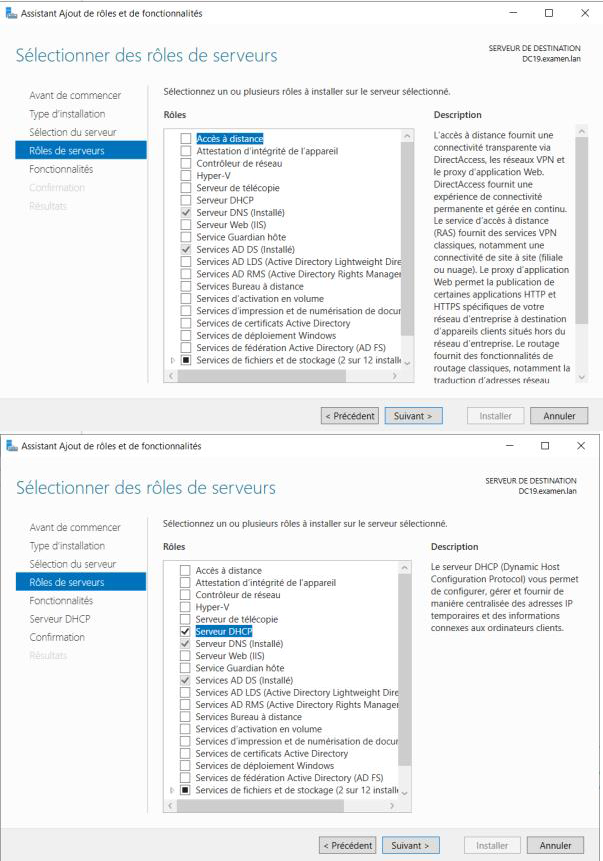 Assistant Ajout de rôles et de fonctionnalités
Sélectionner des rôles de serveurs
SERVEUR DE DESTINATION
DC19.examen.lan
Avant de commencer
Type d'installation
Sélection du serveur
Rôles de serveurs
Fonctionnalités
Confirmation
Résultats
Sélectionnez un ou plusieurs rôles à installer sur le serveur sélectionné.
Rôles
Accès à distance
Attestation d'intégrité de l'appareil
Contrôleur de réseau
Hyper-V
Serveur de télécopie
Serveur DHCP
Serveur DNS (Installé)
Serveur Web (IIS)
Service Guardian hôte
Services AD DS (Installé)
Services AD LDS (Active Directory Lightweight Dire
Services AD RMS (Active Directory Rights Manager
Services Bureau à distance
Services d'activation en volume
Services d'impression et de numérisation de docur
Services de certificats Active Directory
Services de déploiement Windows
Services de fédération Active Directory (AD FS)
Services de fichiers et de stockage (2 sur 12 installé
Description
L'accès à distance fournit une
connectivité transparente via
DirectAccess, les réseaux VPN et
le proxy d'application Web.
DirectAccess fournit une
expérience de connectivité
permanente et gérée en continu.
Le service d'accès à distance
(RAS) fournit des services VPN
classiques, notamment une
connectivité de site à site (filiale
ou nuage). Le proxy d'application
Web permet la publication de
certaines applications HTTP et
HTTPS spécifiques de votre
réseau d'entreprise à destination
d'appareils clients situés hors du
réseau d'entreprise. Le routage
fournit des fonctionnalités de
routage classiques, notamment la
traduction d'adresses réseau
< Précédent
Suivant >
Installer
Annuler
Assistant Ajout de rôles et de fonctionnalités
Sélectionner des rôles de serveurs
SERVEUR DE DESTINATION
DC19.examen.lan
Avant de commencer
Type d'installation
Sélection du serveur
Rôles de serveurs
Fonctionnalités
Serveur DHCP
Confirmation
Résultats
Sélectionnez un ou plusieurs rôles à installer sur le serveur sélectionné.
Rôles
Accès à distance
Attestation d'intégrité de l'appareil
Contrôleur de réseau
Hyper-V
Serveur de télécopie
Serveur DHCP
Serveur DNS (Installé)
Serveur Web (IIS)
Service Guardian hôte
Services AD DS (Installé)
Services AD LDS (Active Directory Lightweight Dire
Services AD RMS (Active Directory Rights Manager
Services Bureau à distance
Services d'activation en volume
Services d'impression et de numérisation de docur
Services de certificats Active Directory
Services de déploiement Windows
Services de fédération Active Directory (AD FS)
Services de fichiers et de stockage (2 sur 12 installé
Description
Le serveur DHCP (Dynamic Host
Configuration Protocol) vous permet
de configurer, gérer et fournir de
manière centralisée des adresses IP
temporaires et des informations
connexes aux ordinateurs clients.
< Précédent
Suivant >
Installer
Annuler